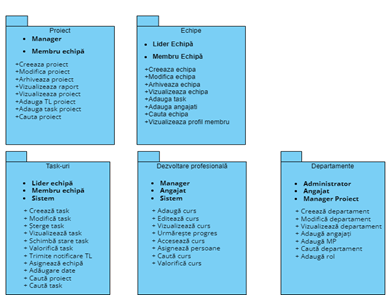 Proiect
• Manager
• Membru echipă
+Creeaza proiect
+Modifica proiect
+Arhiveaza proiect
+Vizualizeaza raport
+Vizualizeaza proiect
+Adauga TL proiect
+Adauga task proiect
+Cauta proiect
Echipe
• Lider Echipă
• Membru Echipă
+Creeaza echipa
+Modifica echipa
+Arhiveaza echipa
+Vizualizeaza echipa
+Adauga task
+Adauga angajati
+Cauta echipa
+Vizualizeaza profil membru
Task-uri
• Lider echipă
• Membru echipă
• Sistem
+ Creează task
+ Modifică task
+ Șterge task
+ Vizualizează task
+ Schimbă stare task
+ Valorifică task
+ Trimite notificare TL
+ Asignează echipă
+ Adăugare date
+ Caută proiect
+ Caută task
Dezvoltare profesională
• Manager
• Angajat
• Sistem
+ Adaugă curs
+ Editează curs
+ Vizualizează curs
+ Urmărește progres
+ Accesează curs
+ Asignează persoane
+ Caută curs
+ Valorifică curs
Departamente
• Administrator
• Angajat
• Manager Proiect
+ Creează departament
+ Modifică departament
+ Vizualizează departament
+ Adaugă angajați
+ Adaugă MP
+ Caută departament
+ Adaugă rol